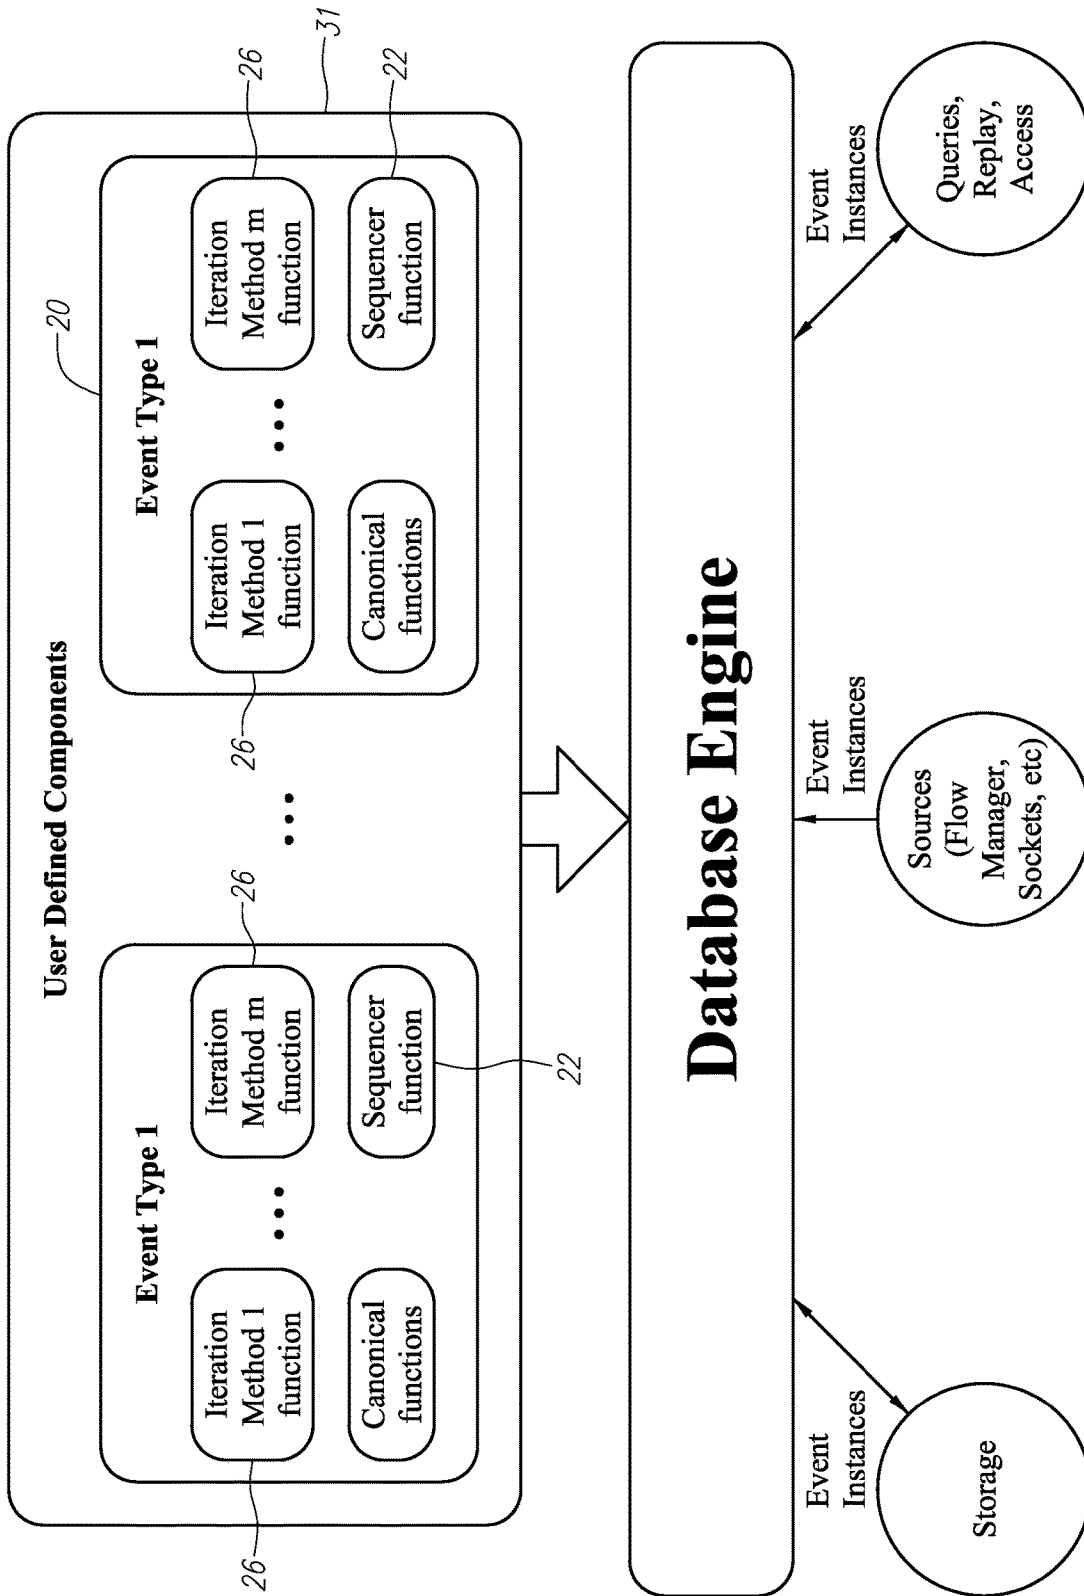 User Defined Components
31
Event Type 1
Iteration
Method 1
function
26
Iteration
Method m
function
26
Canonical
functions
Sequencer
function
22
Event Type 1
20
Iteration
Method 1
function
26
Iteration
Method m
function
26
Canonical
functions
Sequencer
function
22
Database Engine
Event
Instances
Event
Instances
Event
Instances
Storage
Sources
(Flow
Manager,
Sockets, etc)
Queries,
Replay,
Access